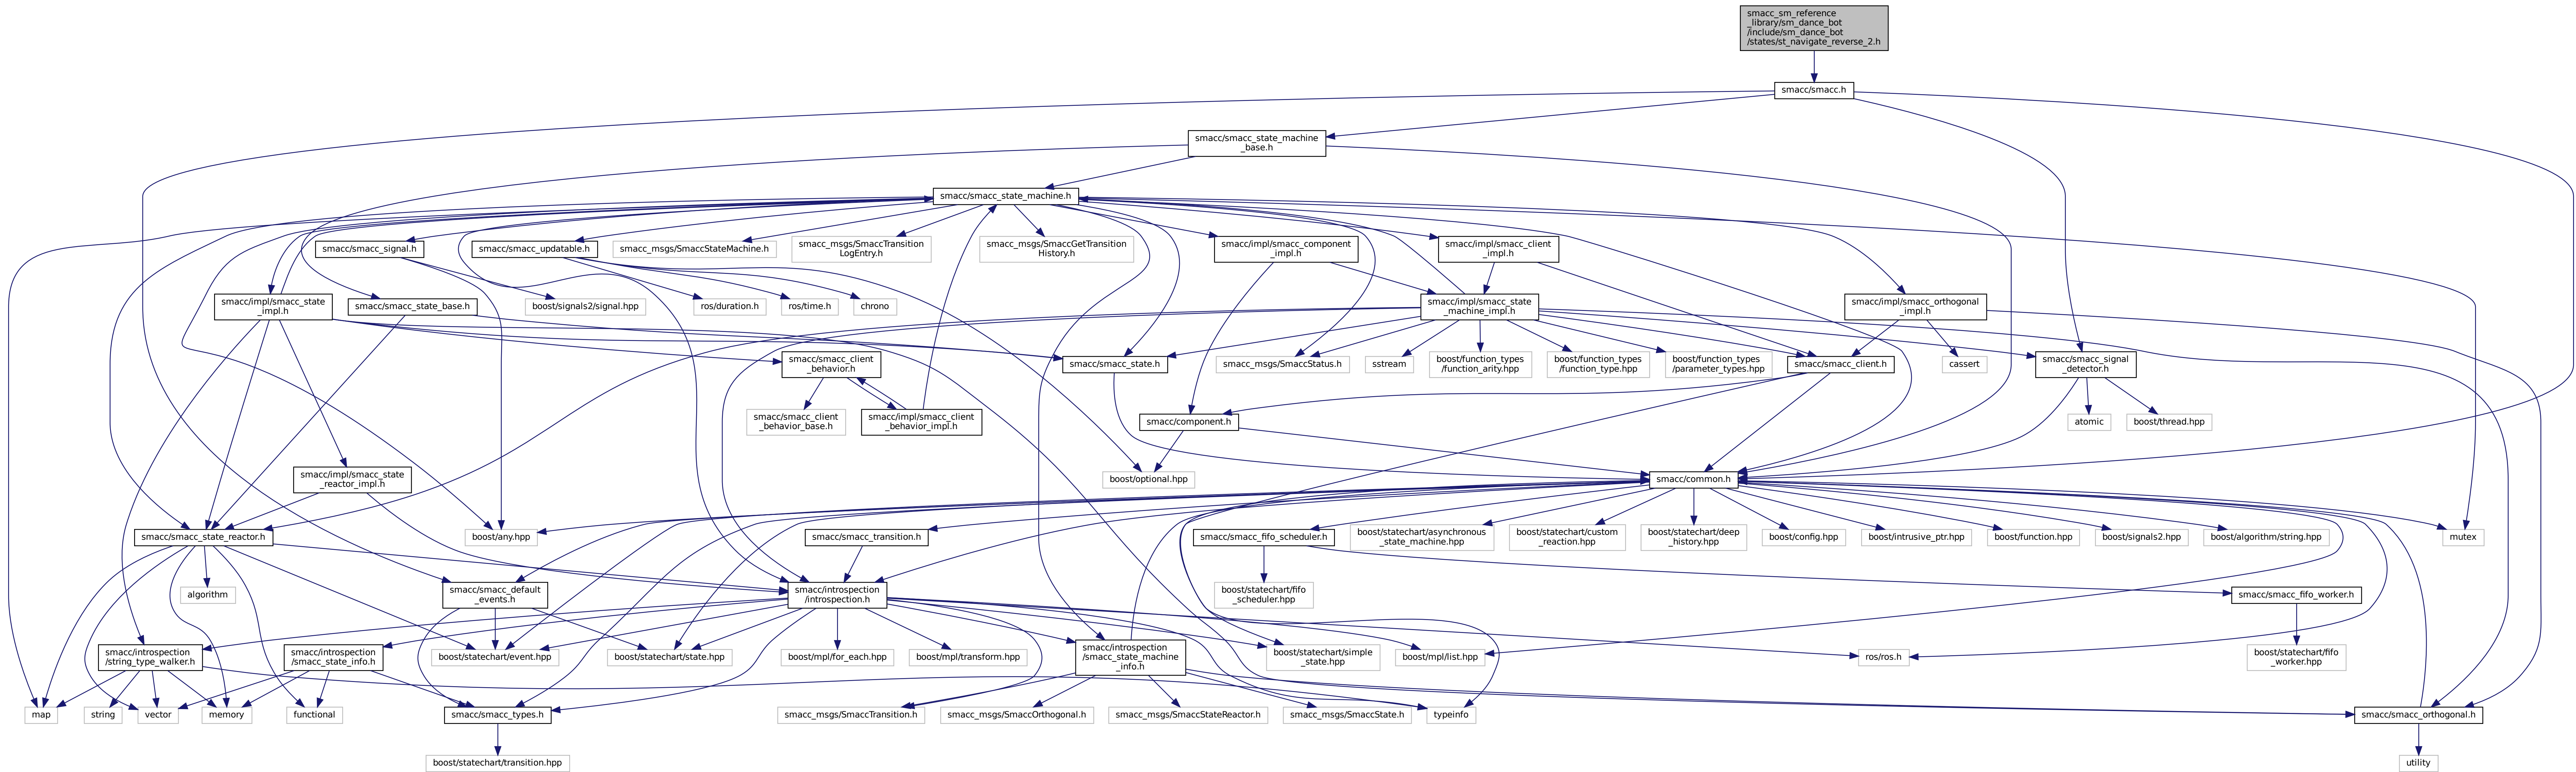 smacc_sm_reference
_library/sm_dance_bot
/include/sm_dance_bot
/states/st_navigate_reverse_2.h
smacc/smacc.h
smacc/smacc_state_machine
_base.h
smacc/smacc_state_machine.h
smacc/smacc_signal.h
smacc/smacc_updatable.h
smacc_msgs/SmaccStateMachine.h
smacc_msgs/SmaccTransition
LogEntry.h
smacc_msgs/SmaccGetTransition
History.h
smacc/impl/smacc_component
_impl.h
smacc/impl/smacc_client
_impl.h
smacc/impl/smacc_state
_impl.h
smacc/smacc_state_base.h
boost/signals2/signal.hpp
ros/duration.h
ros/time.h
chrono
smacc/impl/smacc_state
_machine_impl.h
smacc/impl/smacc_orthogonal
_impl.h
smacc/smacc_client
_behavior.h
smacc/smacc_state.h
smacc_msgs/SmaccStatus.h
sstream
boost/function_types
/function_arity.hpp
boost/function_types
/function_type.hpp
boost/function_types
/parameter_types.hpp
smacc/smacc_client.h
cassert
smacc/smacc_signal
_detector.h
smacc/smacc_client
_behavior_base.h
smacc/impl/smacc_client
_behavior_impl.h
smacc/component.h
atomic
boost/thread.hpp
smacc/impl/smacc_state
_reactor_impl.h
boost/optional.hpp
smacc/common.h
smacc/smacc_state_reactor.h
boost/any.hpp
smacc/smacc_transition.h
smacc/smacc_fifo_scheduler.h
boost/statechart/asynchronous
_state_machine.hpp
boost/statechart/custom
_reaction.hpp
boost/statechart/deep
_history.hpp
boost/config.hpp
boost/intrusive_ptr.hpp
boost/function.hpp
boost/signals2.hpp
boost/algorithm/string.hpp
mutex
algorithm
smacc/smacc_default
_events.h
smacc/introspection
/introspection.h
boost/statechart/fifo
_scheduler.hpp
smacc/smacc_fifo_worker.h
smacc/introspection
/string_type_walker.h
smacc/introspection
/smacc_state_info.h
boost/statechart/event.hpp
boost/statechart/state.hpp
boost/mpl/for_each.hpp
boost/mpl/transform.hpp
smacc/introspection
/smacc_state_machine
_info.h
boost/statechart/simple
_state.hpp
boost/mpl/list.hpp
ros/ros.h
boost/statechart/fifo
_worker.hpp
map
string
vector
memory
functional
smacc/smacc_types.h
smacc_msgs/SmaccTransition.h
smacc_msgs/SmaccOrthogonal.h
smacc_msgs/SmaccStateReactor.h
smacc_msgs/SmaccState.h
typeinfo
smacc/smacc_orthogonal.h
boost/statechart/transition.hpp
utility